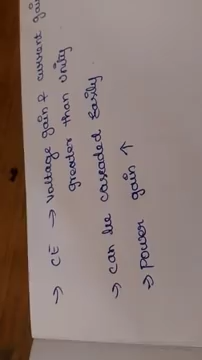 → CE → Voltage gain & current gain
greater than unity
→ can be cascaded easily
→ power gain ↑